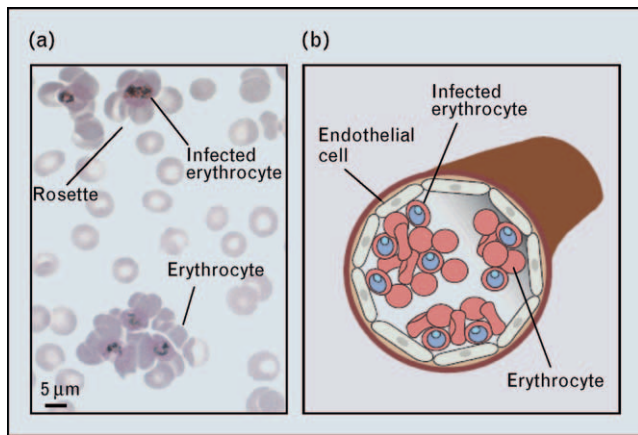 (a)
Infected
erythrocyte
Rosette
Erythrocyte
5 µm
(b)
Infected
erythrocyte
Endothelial
cell
Erythrocyte